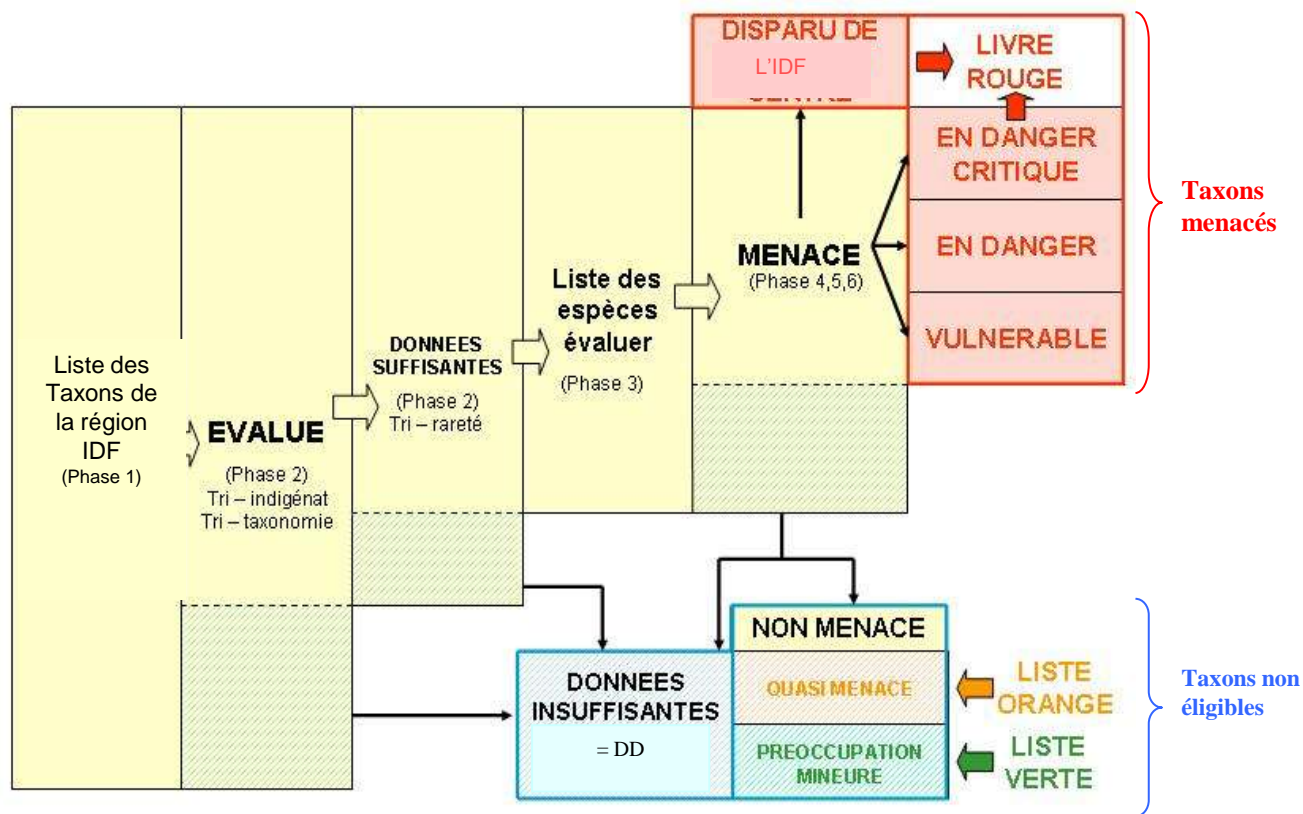 DISPARU DE
L'IDF
CENTRE
LIVRE
ROUGE
EN DANGER
CRITIQUE
EN DANGER
VULNERABLE
Taxons
menacés
MENACE
(Phase 4,5,6)
Liste des
espèces
évaluer
(Phase 3)
DONNEES
SUFFISANTES
(Phase 2)
Tri – rareté
EVALUE
(Phase 2)
Tri – indigénat
Tri – taxonomie
Liste des
Taxons de
la région
IDF
(Phase 1)
DONNEES
INSUFFISANTES
= DD
NON MENACE
QUASI MENACE
PREOCCUPATION
MINEURE
LISTE
ORANGE
LISTE
VERTE
Taxons non
éligibles